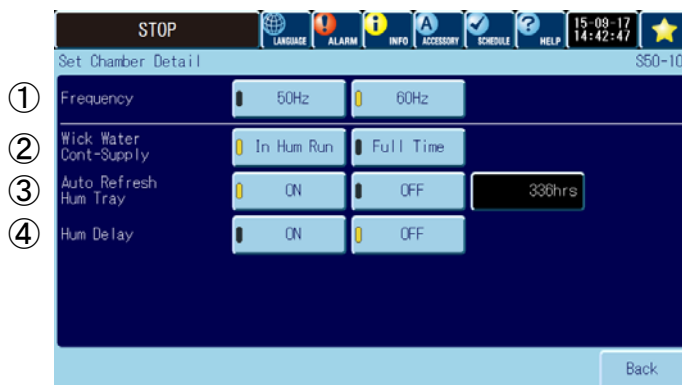 STOP
LANGUAGE
ALARM
INFO
A
ACCESSORY
SCHEDULE
?
HELP
15-09-17
14:42:47
Set Chamber Detail
S50-10
① Frequency 50Hz 60Hz
② Wick Water
Cont-Supply In Hum Run Full Time
③ Auto Refresh
Hum Tray ON OFF 336hrs
④ Hum Delay ON OFF
Back